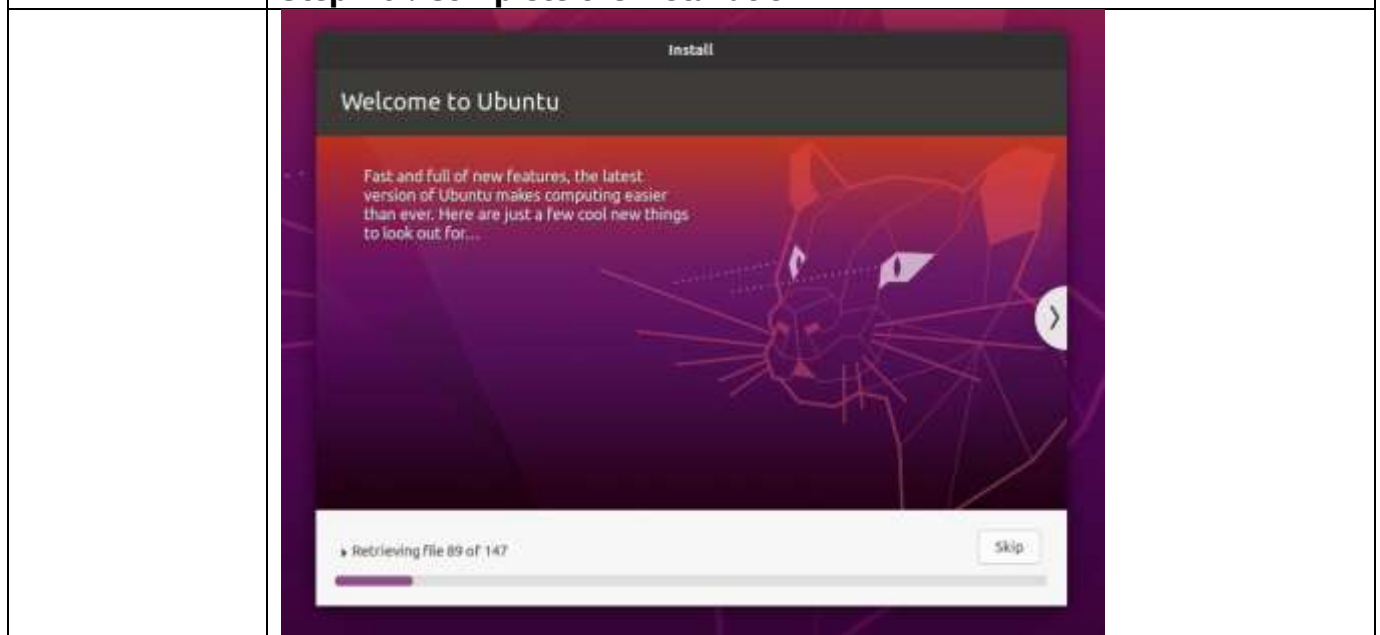 Install
Welcome to Ubuntu
Fast and full of new features, the latest
version of Ubuntu makes computing easier
than ever. Here are just a few cool new things
to look out for...
Retrieving file 89 of 147
Skip